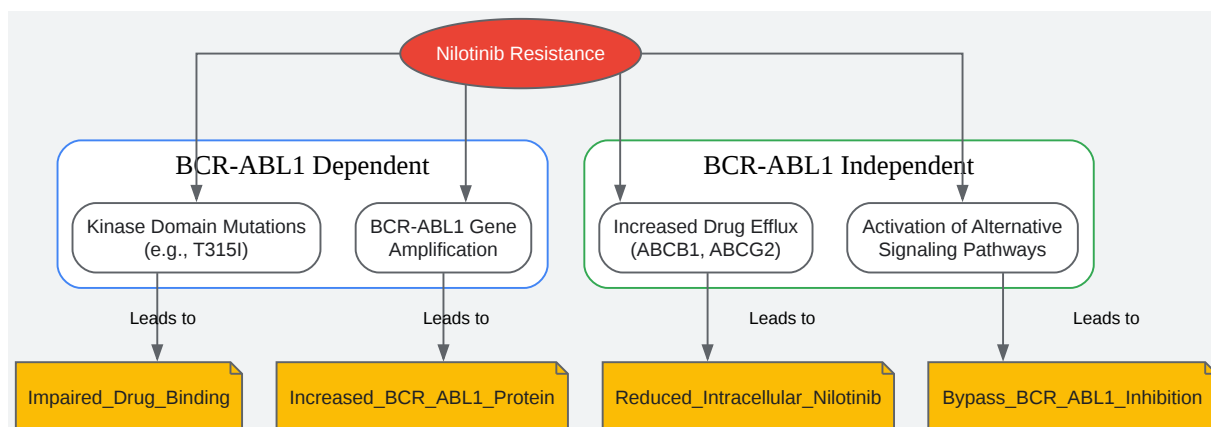 Nilotinib Resistance
BCR-ABL1 Dependent
BCR-ABL1 Independent
Kinase Domain Mutations
(e.g., T315I)
BCR-ABL1 Gene
Amplification
Increased Drug Efflux
(ABCB1, ABCG2)
Activation of Alternative
Signaling Pathways
Leads to
Leads to
Leads to
Leads to
Impaired_Drug_Binding
Increased_BCR_ABL1_Protein
Reduced_Intracellular_Nilotinib
Bypass_BCR_ABL1_Inhibition